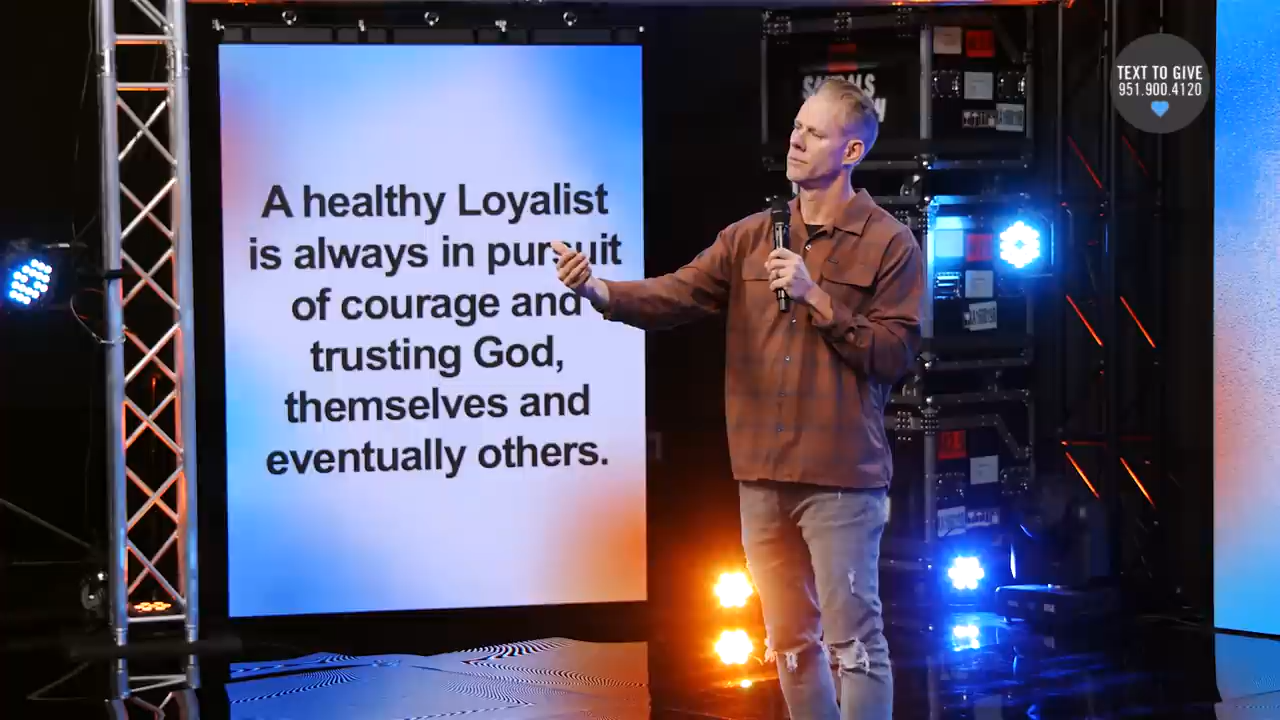 A healthy Loyalist
is always in pursuit
of courage and
trusting God,
themselves and
eventually others.
TEXT TO GIVE
951.900.4120